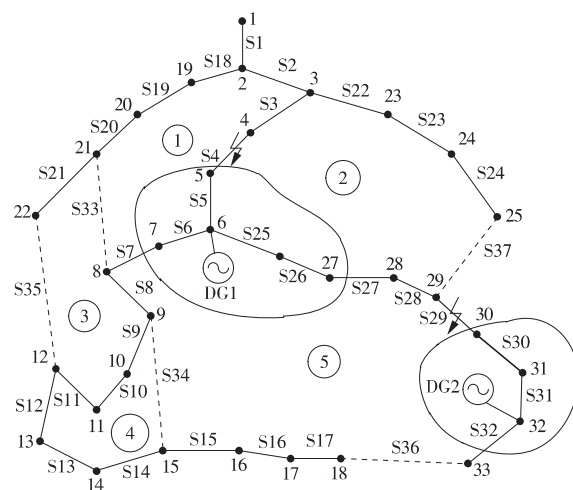 1
S1
19
S18
2
S2
3
20
S19
S22
23
21
S20
4
S3
S23
24
S21
1
S4
2
S24
22
5
25
S33
7
S6
S5
6
S25
S37
8
S7
DG1
S26
27
S27
28
S28
29
S35
S8
3
9
S29
30
S9
S34
5
S30
12
10
31
S11
S10
DG2
S31
S12
11
32
4
S32
13
S13
S14
S15
S16
S17
S36
14
15
16
17
18
33